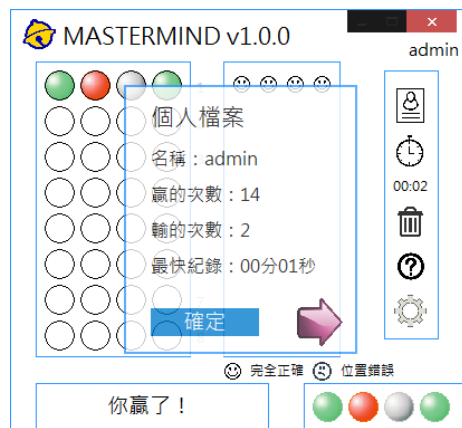 MASTERMIND v1.0.0
admin
個人檔案
名稱：admin
贏的次數：14
輸的次數：2
最快紀錄：00分01秒
確定
00:02
完全正確 位置錯誤
你贏了！